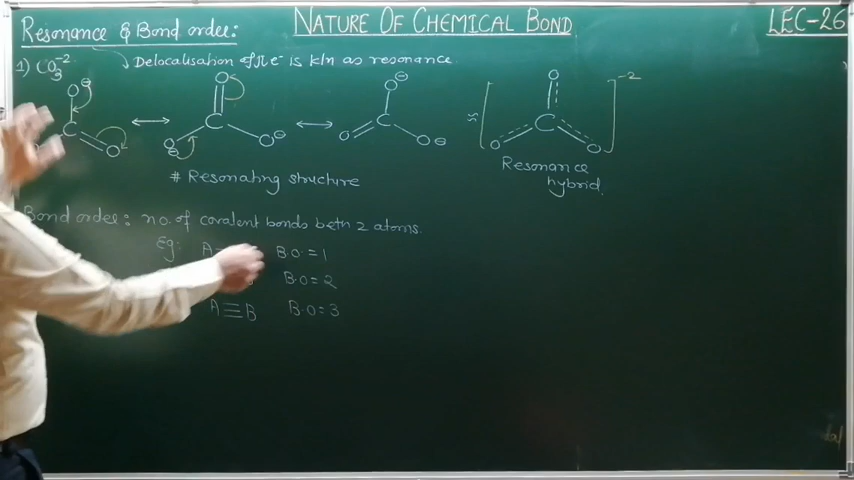 NATURE OF CHEMICAL BOND
LEC-26
Resonance & Bond order:
Delocalisation of π e⁻ is k/n as resonance.
1) CO₃⁻²
O⊖ O O⊖ O
C C C ≈ C ⁻²
O O⊖ O⊖ O O⊖ O O
# Resonating structure
Resonance
hybrid.
Bond order: no. of covalent bonds betn 2 atoms.
Eg: A B.O = 1
B.O = 2
A≡B B.O = 3